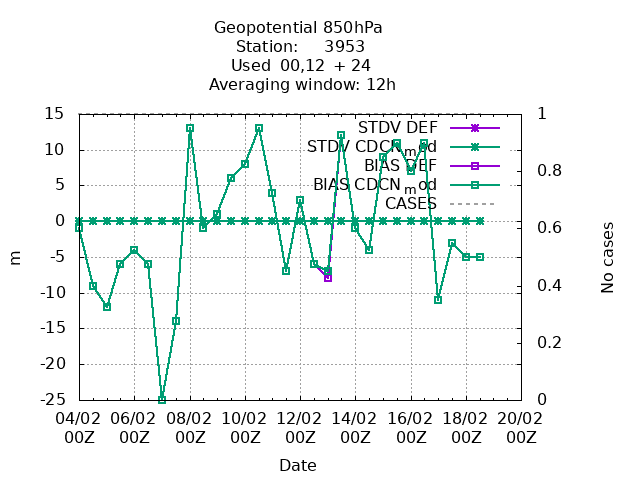 Geopotential 850hPa
Station: 3953
Used 00,12 + 24
Averaging window: 12h
15
10
5
0
-5
-10
-15
-20
-25
1
0.8
0.6
0.4
0.2
0
STDV DEF
STDV CDCNmod
BIAS DEF
BIAS CDCNmod
CASES
m
No cases
04/02 06/02 08/02 10/02 12/02 14/02 16/02 18/02 20/02
00Z 00Z 00Z 00Z 00Z 00Z 00Z 00Z 00Z
Date